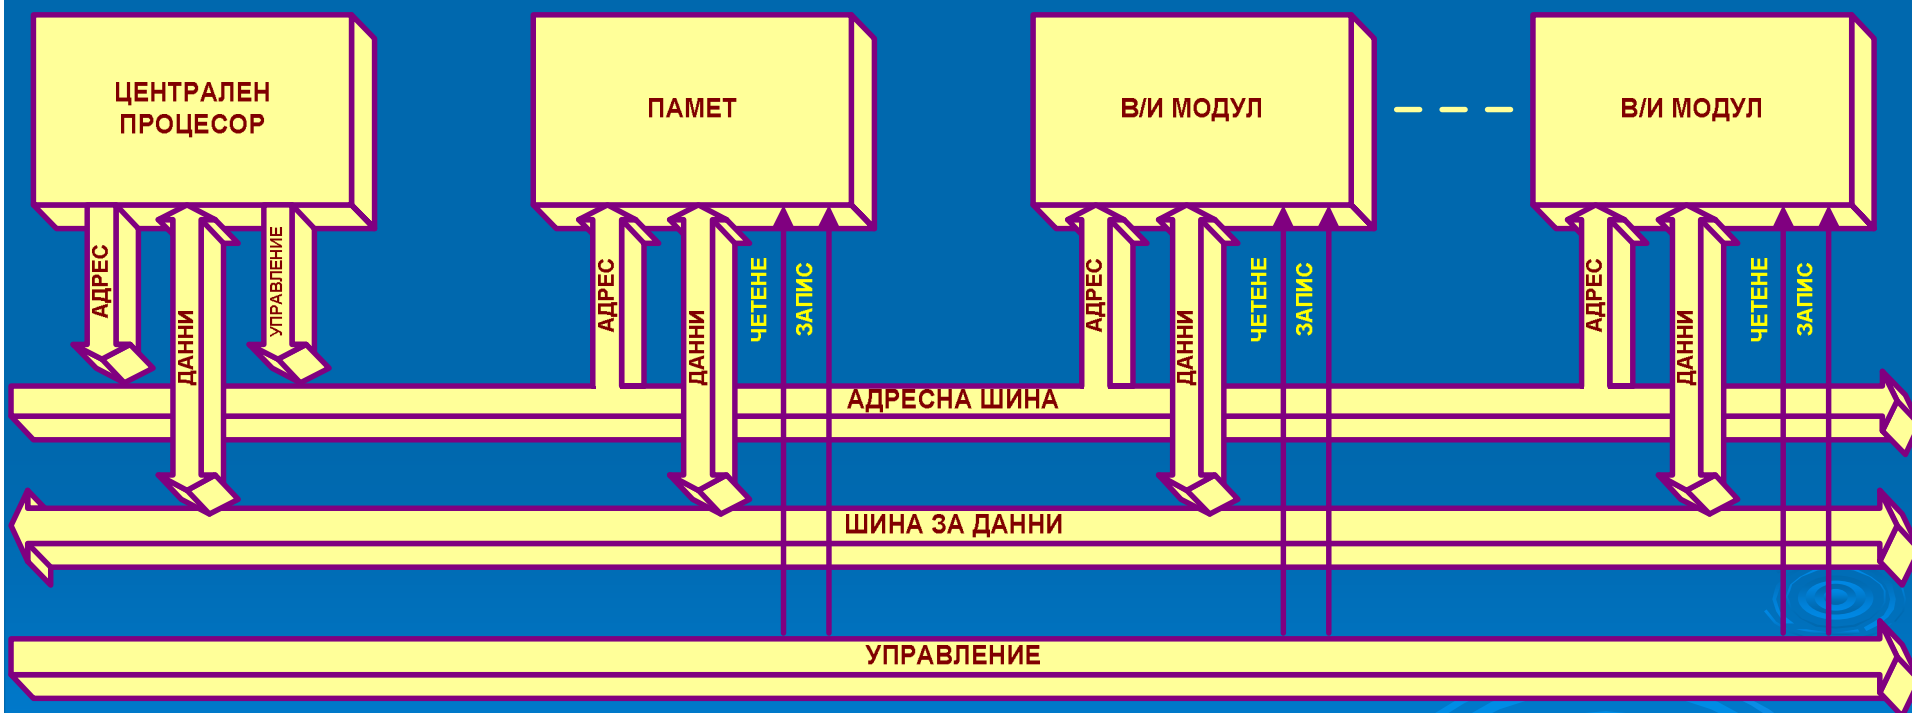 ЦЕНТРАЛЕН
ПРОЦЕСОР
ПАМЕТ
В/И МОДУЛ
В/И МОДУЛ
АДРЕС
ДАННИ
УПРАВЛЕНИЕ
АДРЕС
ДАННИ
ЧЕТЕНЕ
ЗАПИС
АДРЕС
ДАННИ
ЧЕТЕНЕ
ЗАПИС
АДРЕС
ДАННИ
ЧЕТЕНЕ
ЗАПИС
АДРЕСНА ШИНА
ШИНА ЗА ДАННИ
УПРАВЛЕНИЕ